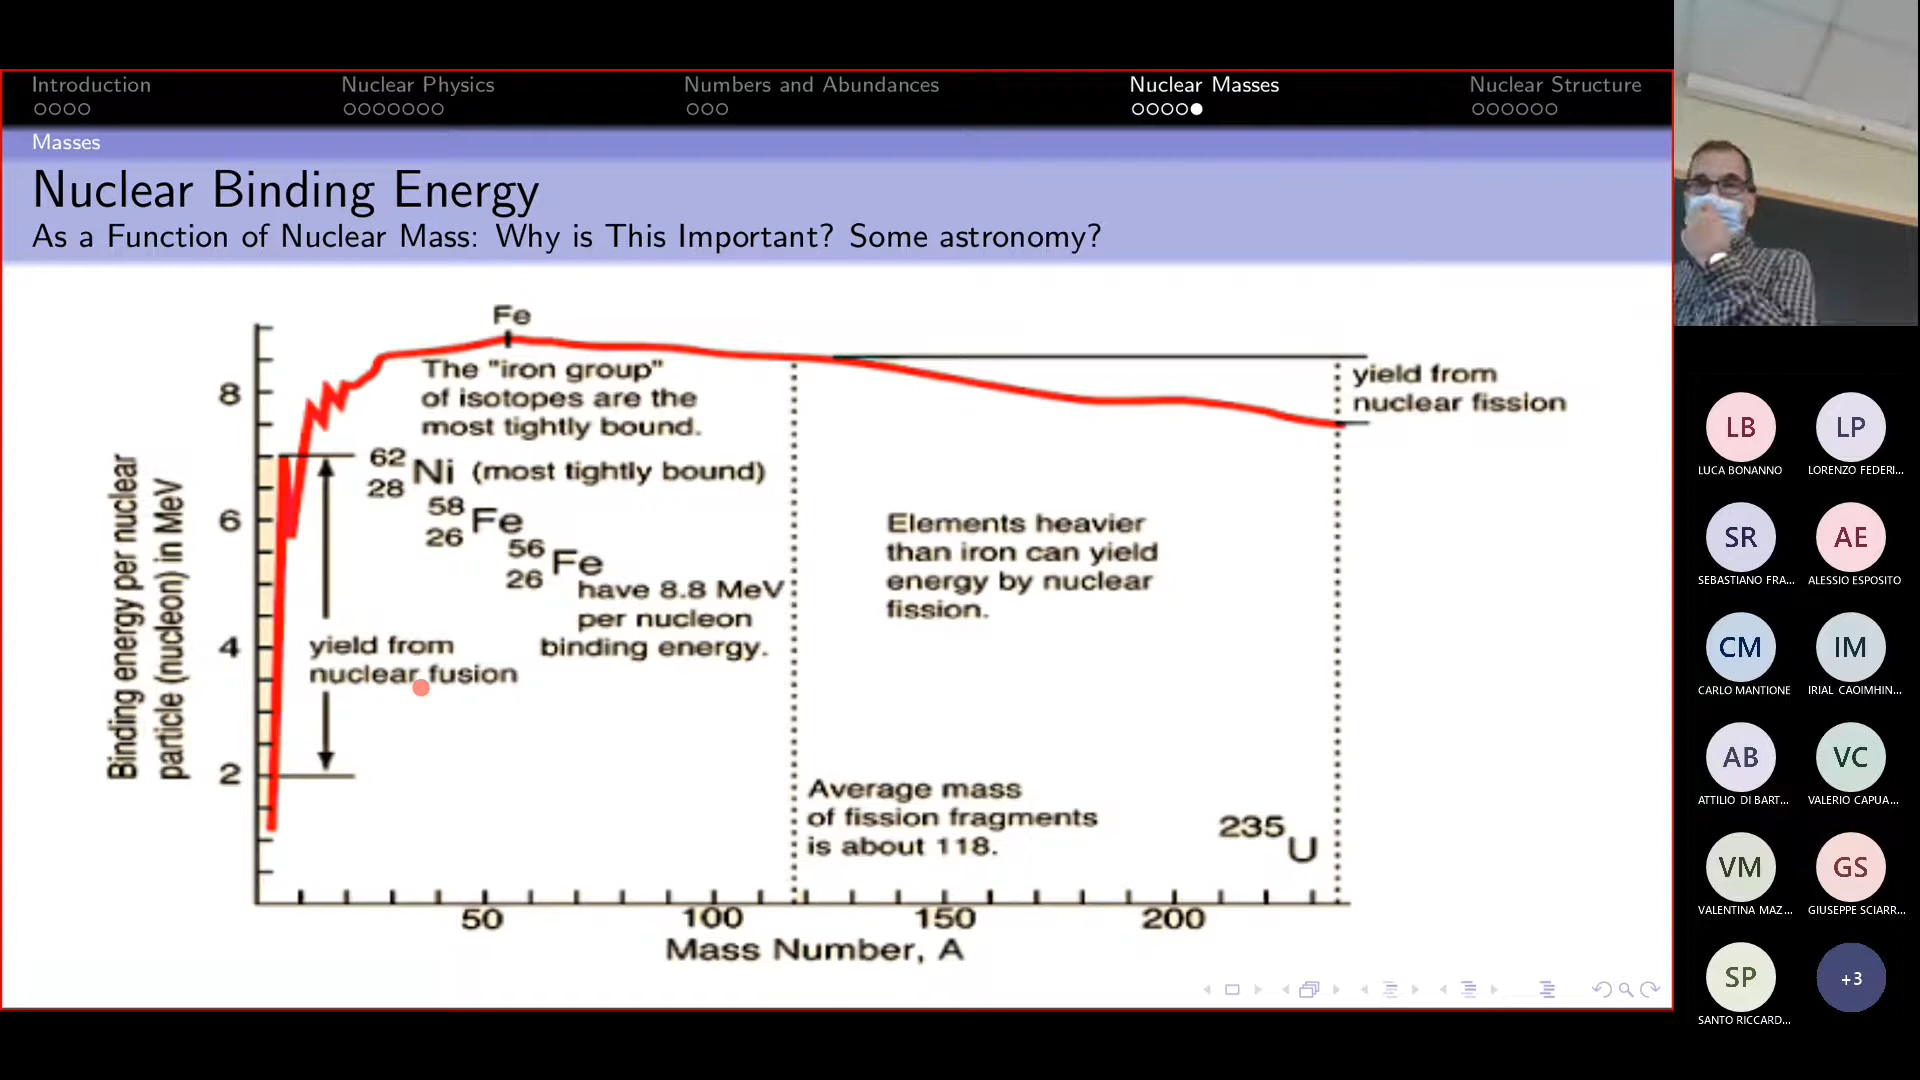 Introduction
Nuclear Physics
Numbers and Abundances
Nuclear Masses
Nuclear Structure
Masses
Nuclear Binding Energy
As a Function of Nuclear Mass: Why is This Important? Some astronomy?
Fe
The "iron group"
of isotopes are the
most tightly bound.
62
28 Ni (most tightly bound)
58
26 Fe
56
26 Fe
have 8.8 MeV
per nucleon
binding energy.
yield from
nuclear fusion
yield from
nuclear fission
Elements heavier
than iron can yield
energy by nuclear
fission.
Average mass
of fission fragments
is about 118.
235 U
Binding energy per nuclear
particle (nucleon) in MeV
8
6
4
2
50
100
150
200
Mass Number, A
LB
LUCA BONANNO
LP
LORENZO FEDERI...
SR
SEBASTIANO FRA...
AE
ALESSIO ESPOSITO
CM
CARLO MANTIONE
IM
IRIAL CAOIMHIN...
AB
ATTILIO DI BART...
VC
VALERIO CAPUA...
VM
VALENTINA MAZ...
GS
GIUSEPPE SCIARR...
SP
SANTO RICCARD...
+3